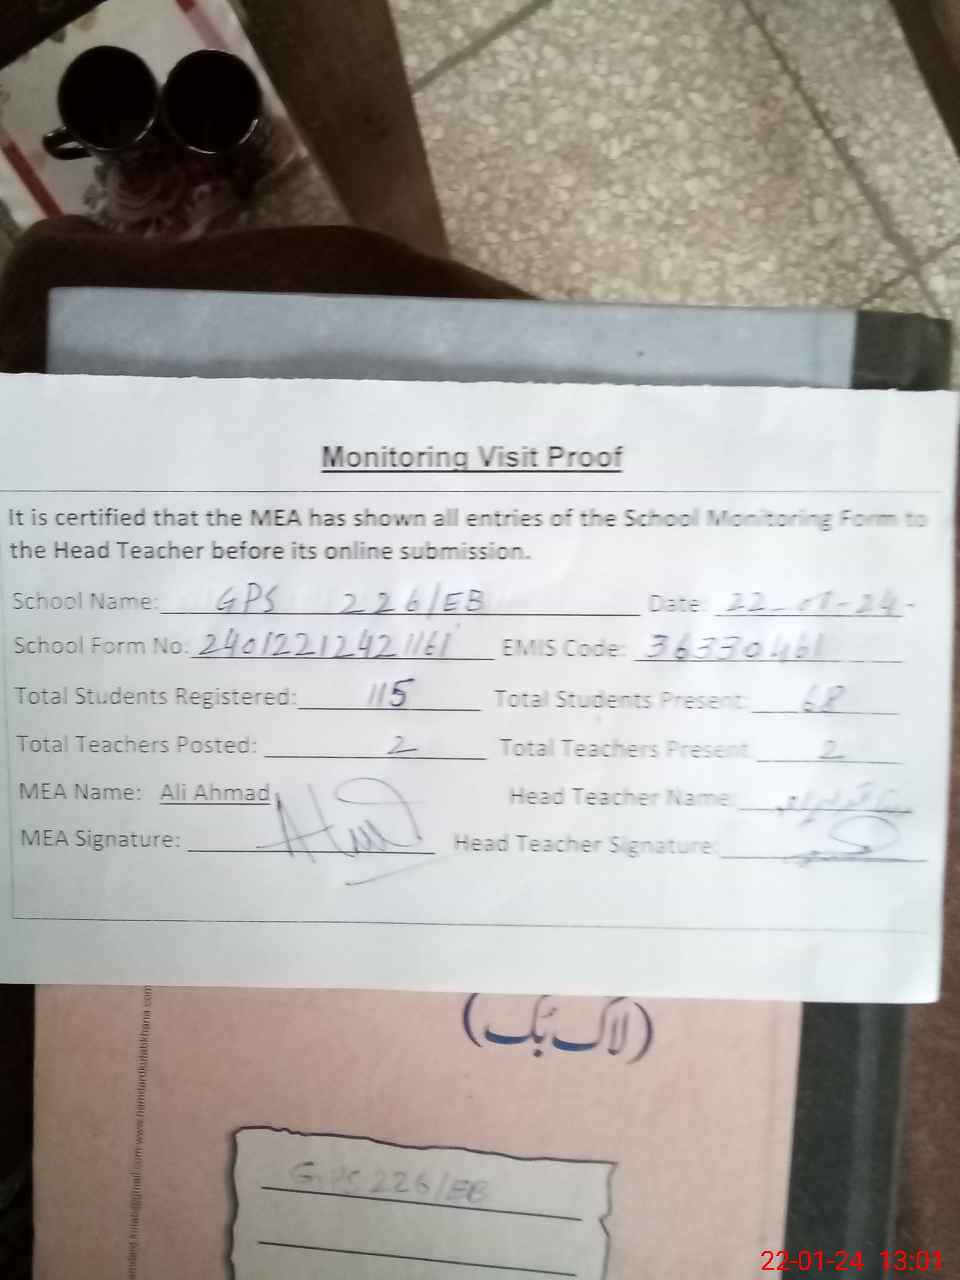 Monitoring Visit Proof
It is certified that the MEA has shown all entries of the School Monitoring Form to
the Head Teacher before its online submission.
School Name: GPS 226/EB Date: 22-01-24-
School Form No: 24012212421161 EMIS Code: 36330461
Total Students Registered: 115 Total Students Present: 68
Total Teachers Posted: 2 Total Teachers Present: 2
MEA Name: Ali Ahmad Head Teacher Name:
MEA Signature: Head Teacher Signature:
(لاگ بُک)
GPS 226/EB
22-01-24 13:01